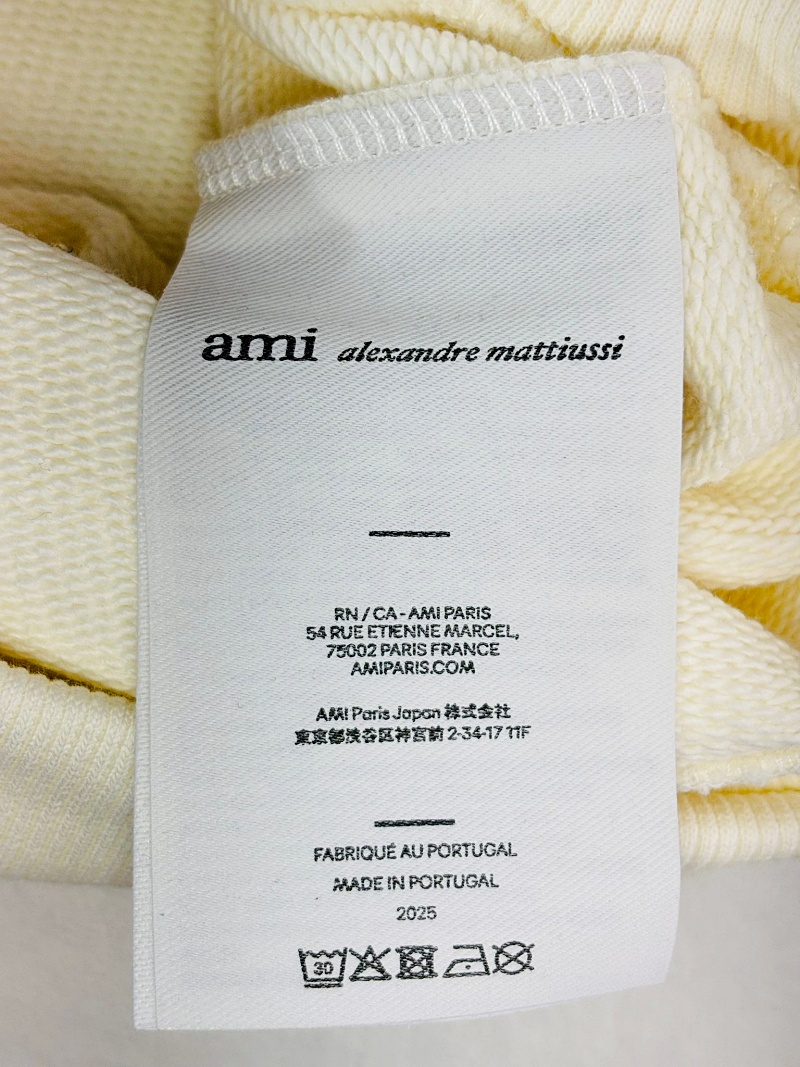 ami alexandre mattiussi
RN / CA - AMI PARIS
54 RUE ETIENNE MARCEL,
75002 PARIS FRANCE
AMIPARIS.COM
AMI Paris Japan 株式会社
東京都渋谷区神宮前 2-34-17 11F
FABRIQUÉ AU PORTUGAL
MADE IN PORTUGAL
2025
30